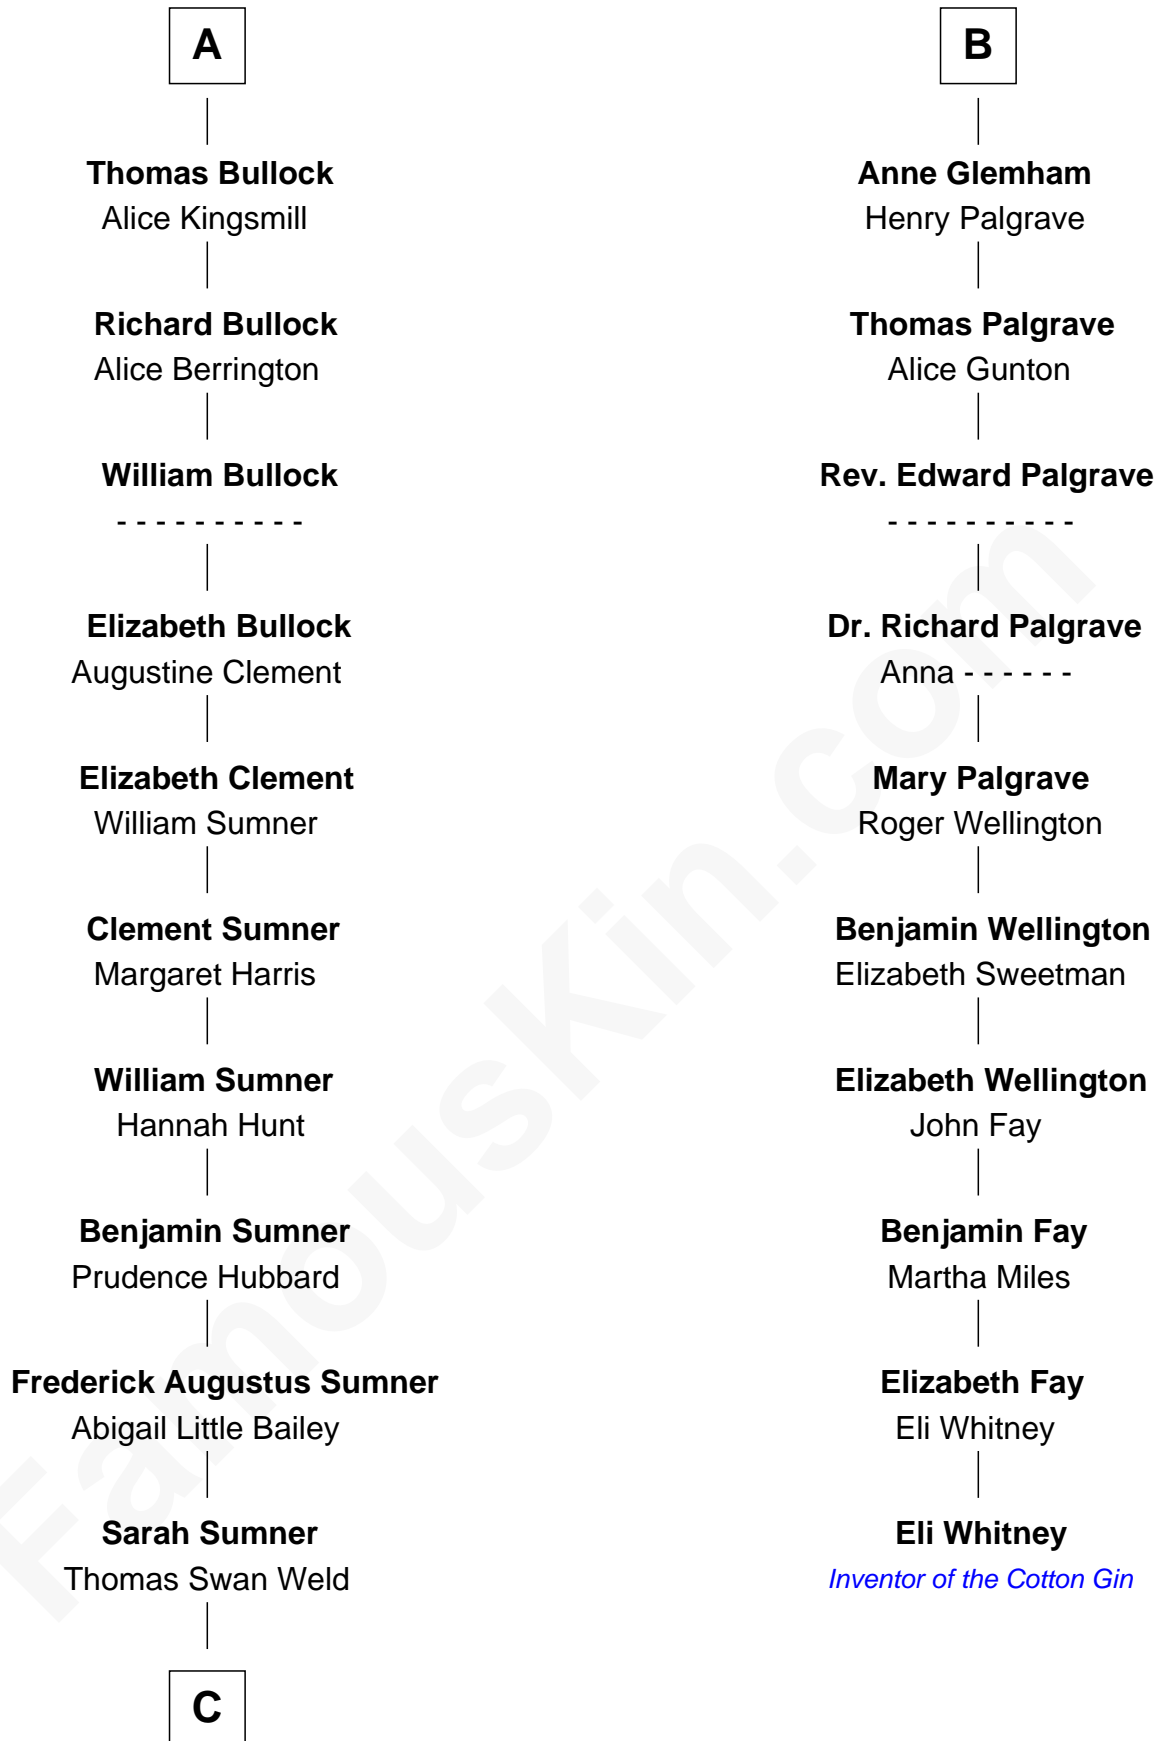 A
Thomas Bullock
Alice Kingsmill
Richard Bullock
Alice Berrington
William Bullock
- - - - - - - - - -
Elizabeth Bullock
Augustine Clement
Elizabeth Clement
William Sumner
Clement Sumner
Margaret Harris
William Sumner
Hannah Hunt
Benjamin Sumner
Prudence Hubbard
Frederick Augustus Sumner
Abigail Little Bailey
Sarah Sumner
Thomas Swan Weld
C
B
Anne Glemham
Henry Palgrave
Thomas Palgrave
Alice Gunton
Rev. Edward Palgrave
- - - - - - - - - -
Dr. Richard Palgrave
Anna - - - - - -
Mary Palgrave
Roger Wellington
Benjamin Wellington
Elizabeth Sweetman
Elizabeth Wellington
John Fay
Benjamin Fay
Martha Miles
Elizabeth Fay
Eli Whitney
Eli Whitney
Inventor of the Cotton Gin
FamousKin.com